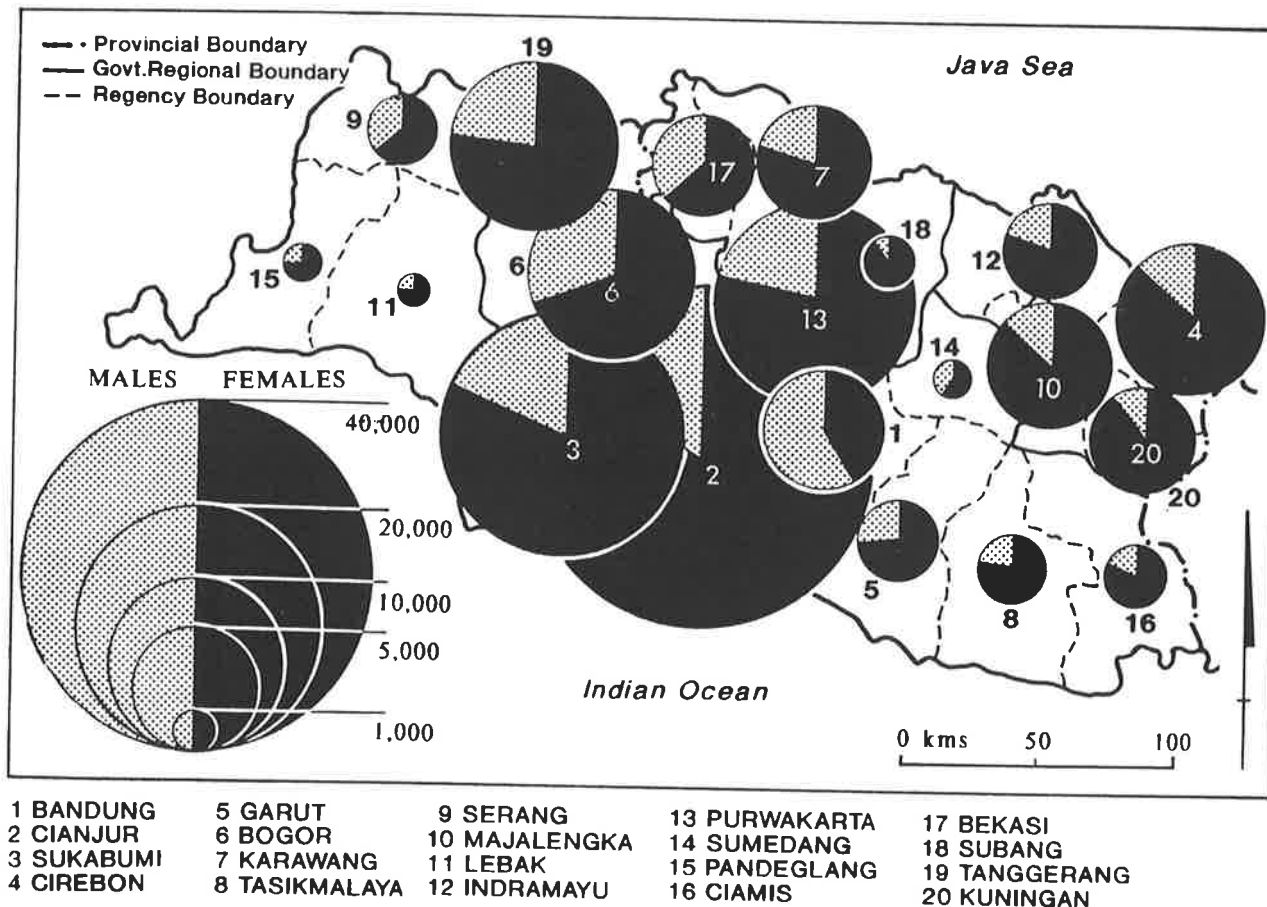 Provincial Boundary
Govt.Regional Boundary
Regency Boundary
Java Sea
19
9
17
7
18
12
15
11
6
6
13
4
14
10
3
2
1
20
20
5
8
16
MALES FEMALES
40,000
20,000
10,000
5,000
1,000
Indian Ocean
0 kms 50 100
1 BANDUNG
2 CIANJUR
3 SUKABUMI
4 CIREBON
5 GARUT
6 BOGOR
7 KARAWANG
8 TASIKMALAYA
9 SERANG
10 MAJALENGKA
11 LEBAK
12 INDRAMAYU
13 PURWAKARTA
14 SUMEDANG
15 PANDEGLANG
16 CIAMIS
17 BEKASI
18 SUBANG
19 TANGGERANG
20 KUNINGAN